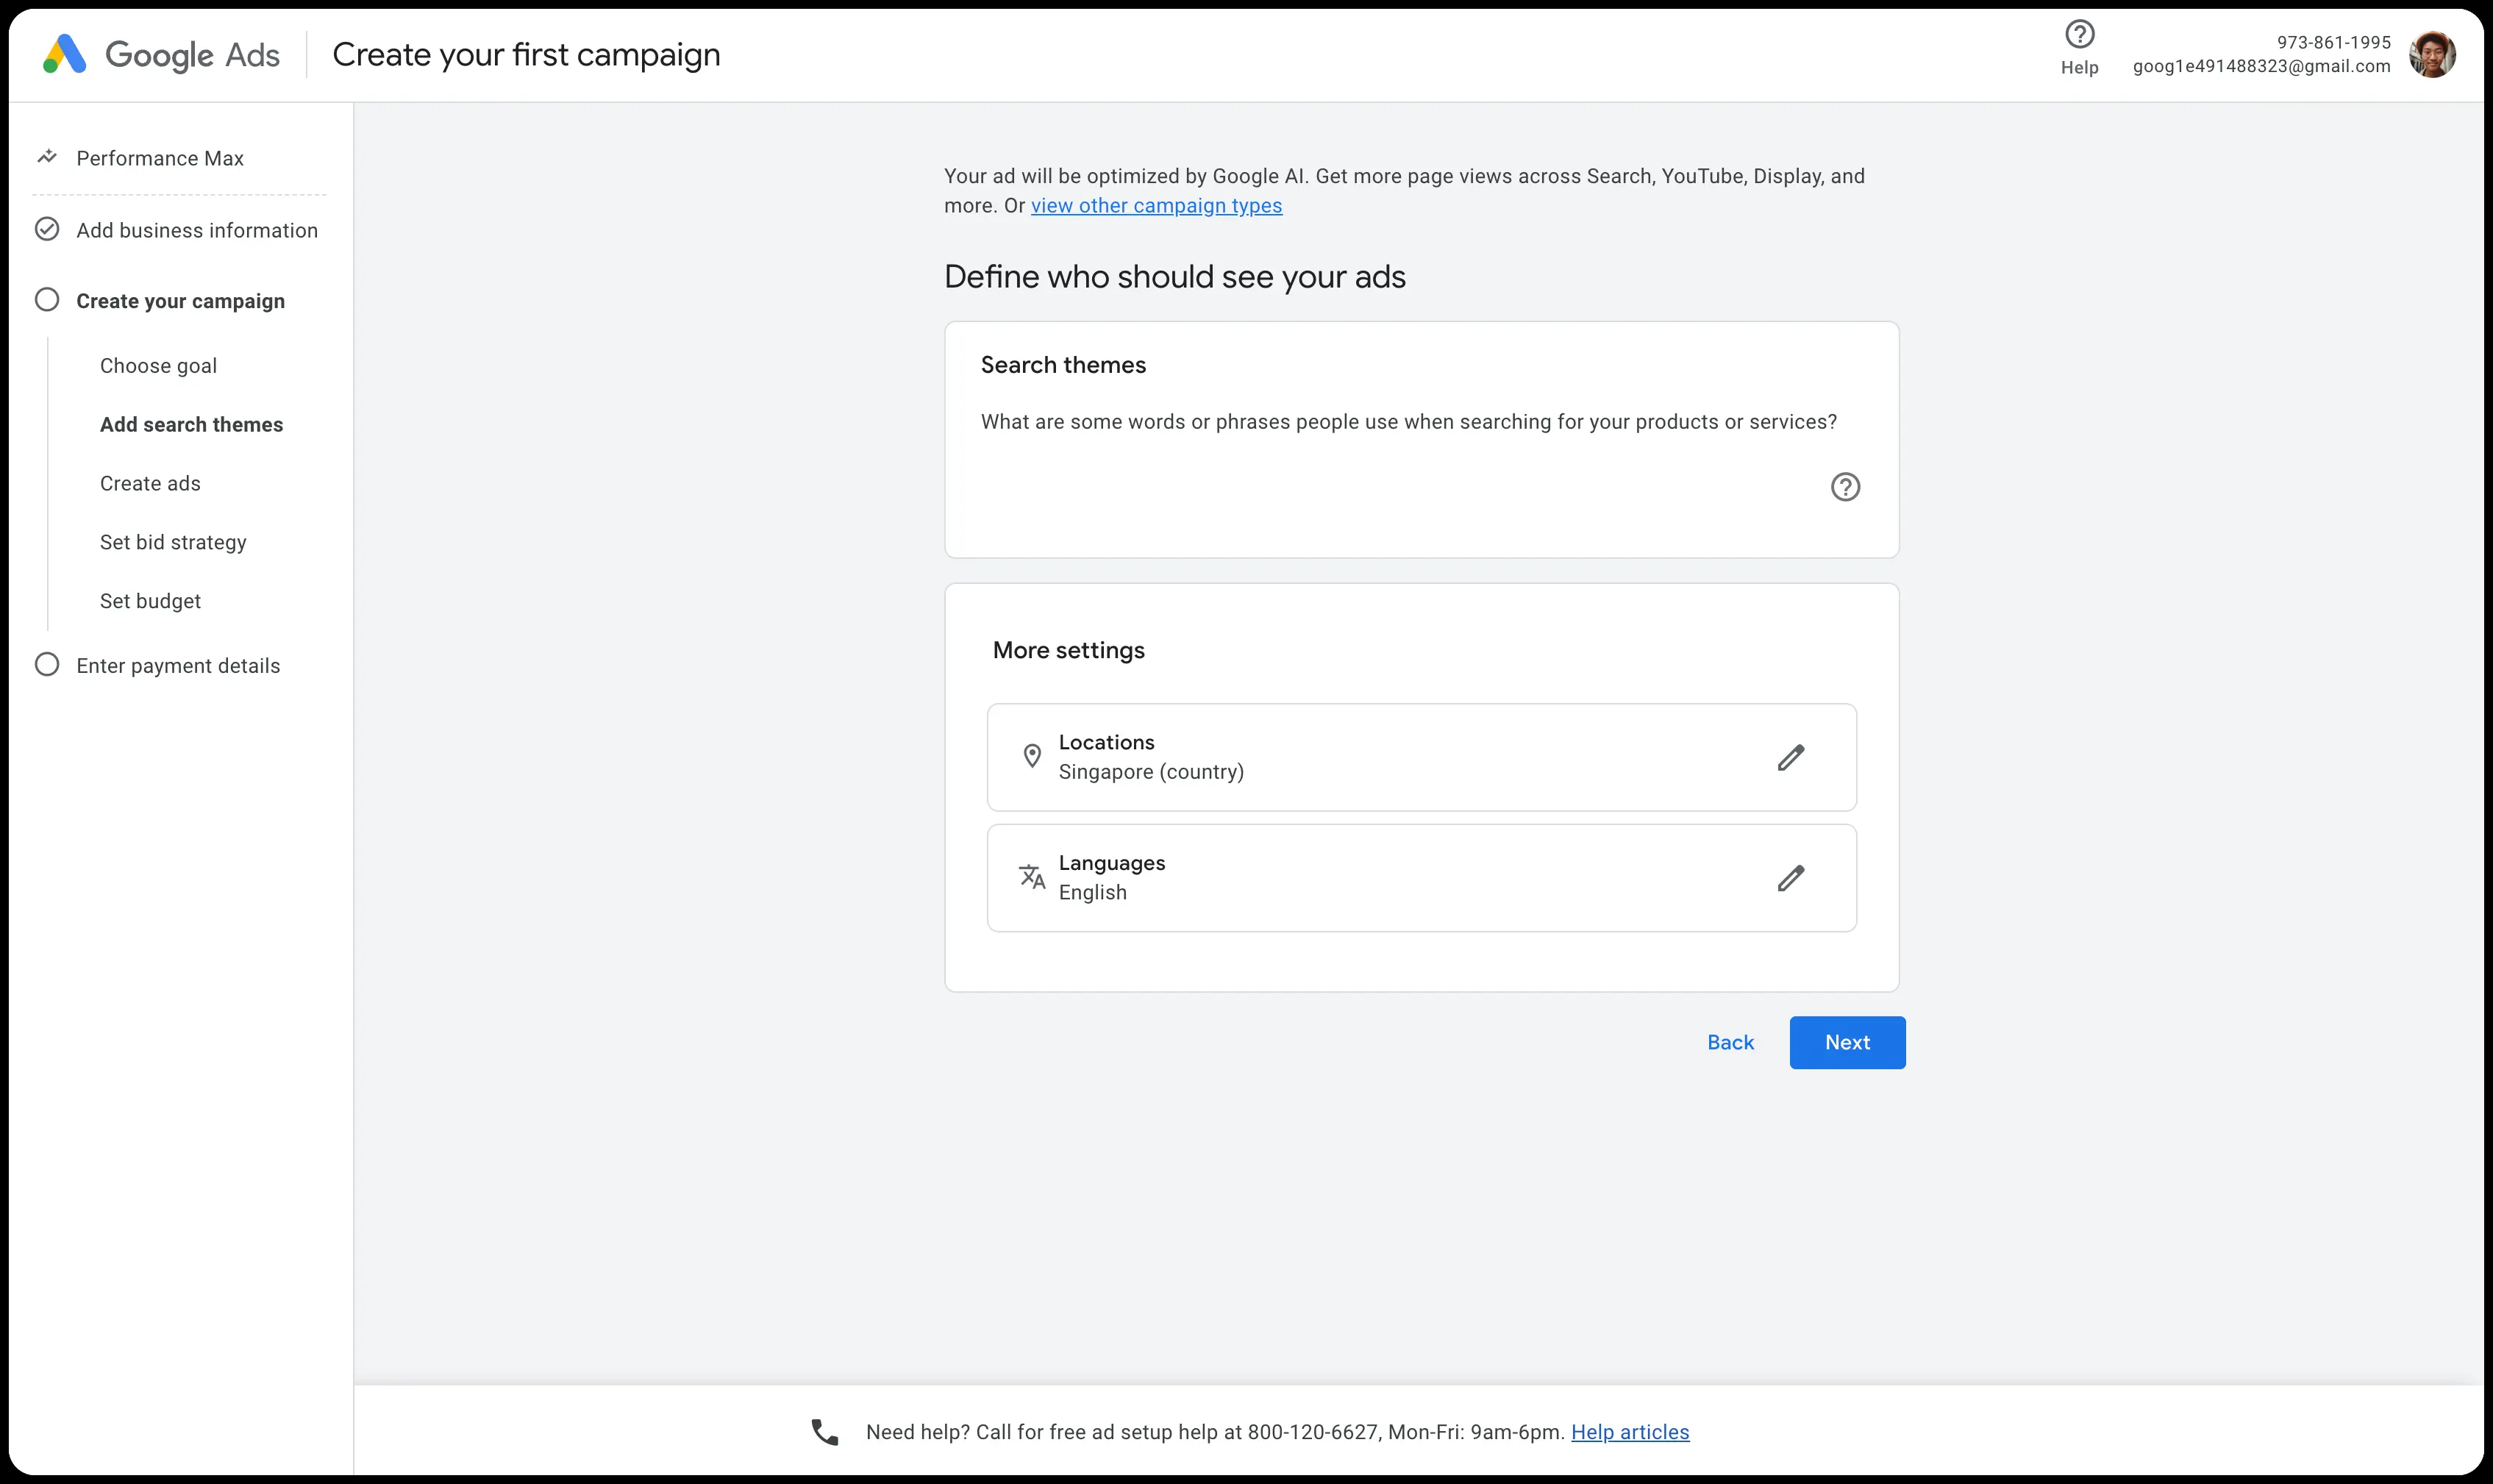 Google Ads
Create your first campaign
Help
973-861-1995
goog1e491488323@gmail.com
Performance Max
Add business information
Create your campaign
Choose goal
Add search themes
Create ads
Set bid strategy
Set budget
Enter payment details
Your ad will be optimized by Google AI. Get more page views across Search, YouTube, Display, and
more. Or view other campaign types
Define who should see your ads
Search themes
What are some words or phrases people use when searching for your products or services?
More settings
Locations
Singapore (country)
Languages
English
Back
Next
Need help? Call for free ad setup help at 800-120-6627, Mon-Fri: 9am-6pm. Help articles